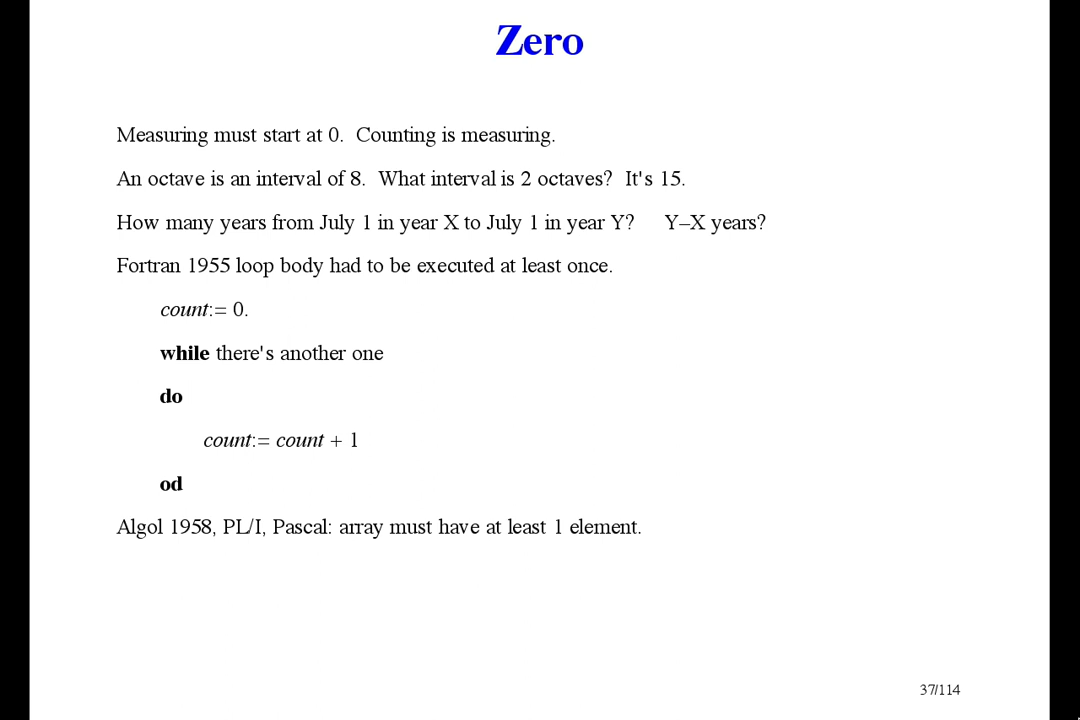 Zero
Measuring must start at 0.  Counting is measuring.
An octave is an interval of 8.  What interval is 2 octaves?  It's 15.
How many years from July 1 in year X to July 1 in year Y?     Y–X years?
Fortran 1955 loop body had to be executed at least once.
count:= 0.
while there's another one
do
count:= count + 1
od
Algol 1958, PL/I, Pascal: array must have at least 1 element.
37/114